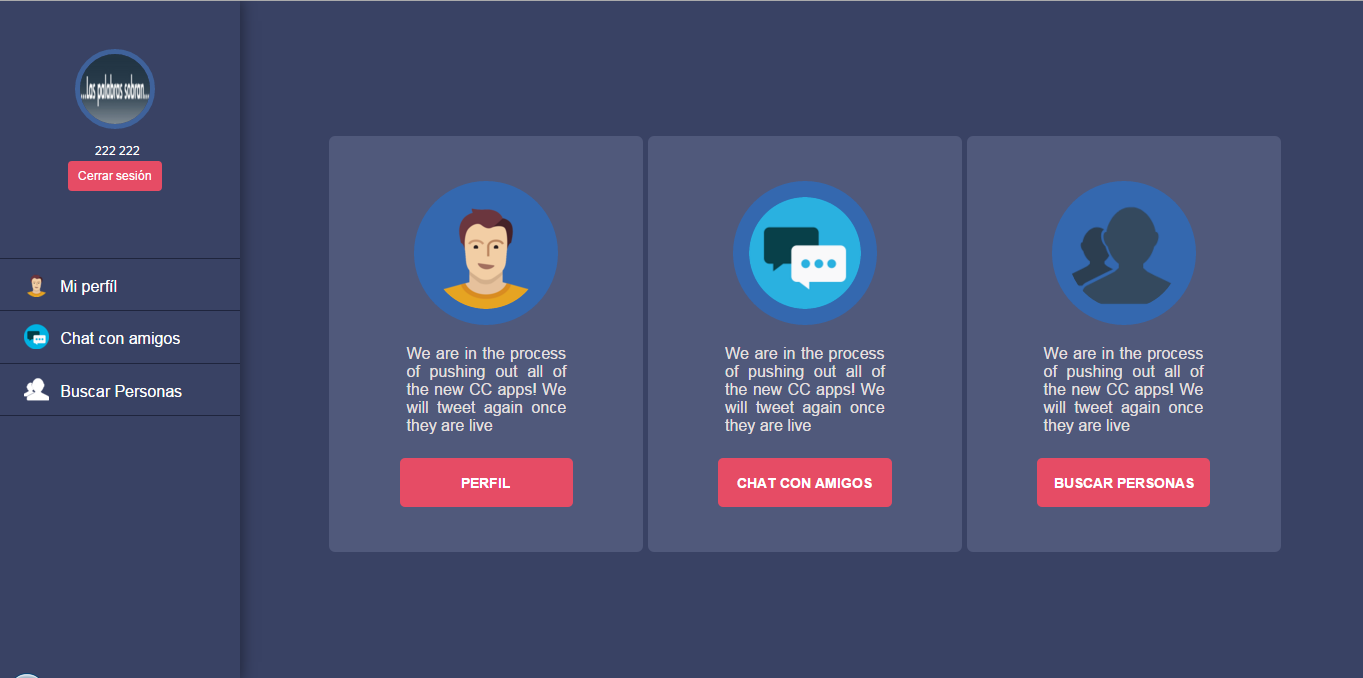 ...las palabras sobran...
222 222
Cerrar sesión
Mi perfíl
Chat con amigos
Buscar Personas
We are in the process
of pushing out all of
the new CC apps! We
will tweet again once
they are live
PERFIL
We are in the process
of pushing out all of
the new CC apps! We
will tweet again once
they are live
CHAT CON AMIGOS
We are in the process
of pushing out all of
the new CC apps! We
will tweet again once
they are live
BUSCAR PERSONAS